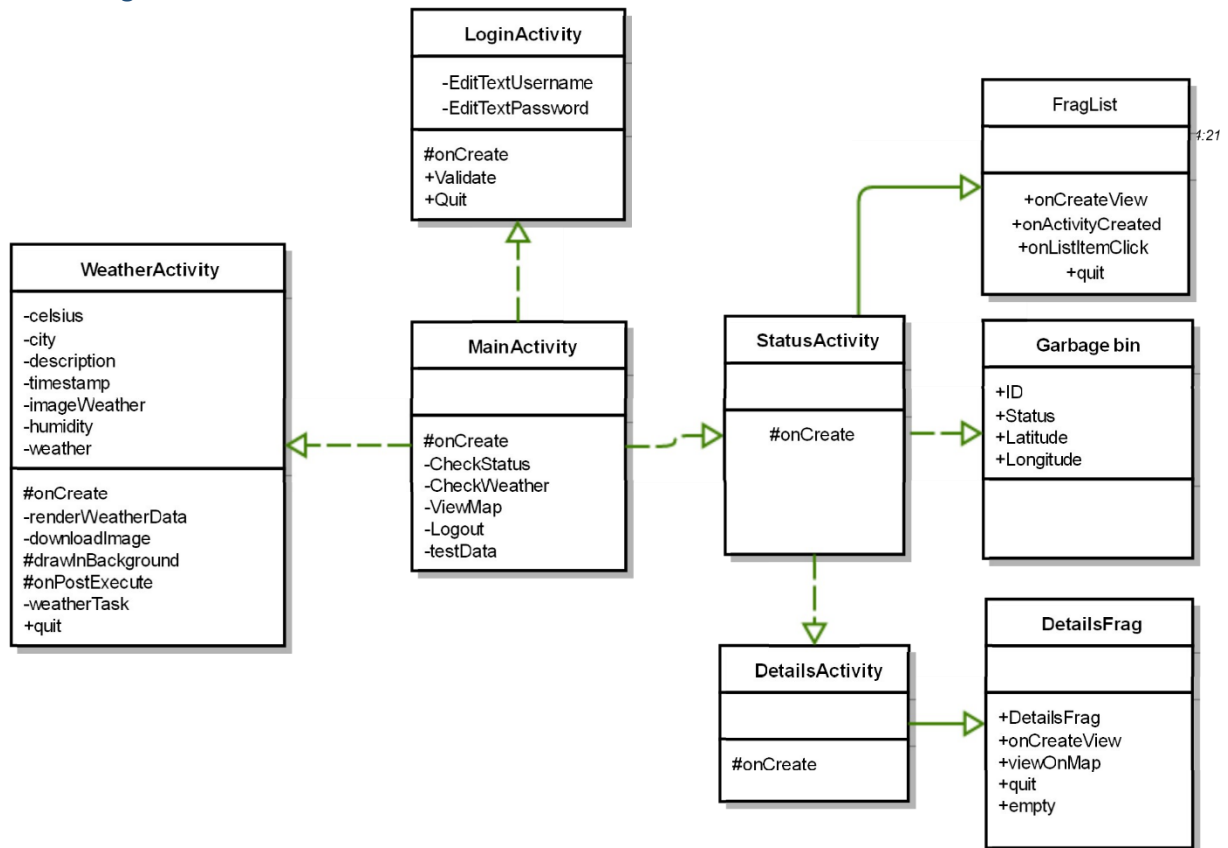 LoginActivity
-EditTextUsername
-EditTextPassword
#onCreate
+Validate
+Quit
FragList
+onCreateView
+onActivityCreated
+onListItemClick
+quit
4:21
WeatherActivity
-celsius
-city
-description
-timestamp
-imageWeather
-humidity
-weather
#onCreate
-renderWeatherData
-downloadImage
#drawInBackground
#onPostExecute
-weatherTask
+quit
MainActivity
#onCreate
-CheckStatus
-CheckWeather
-ViewMap
-Logout
-testData
StatusActivity
#onCreate
Garbage bin
+ID
+Status
+Latitude
+Longitude
DetailsActivity
#onCreate
DetailsFrag
+DetailsFrag
+onCreateView
+viewOnMap
+quit
+empty